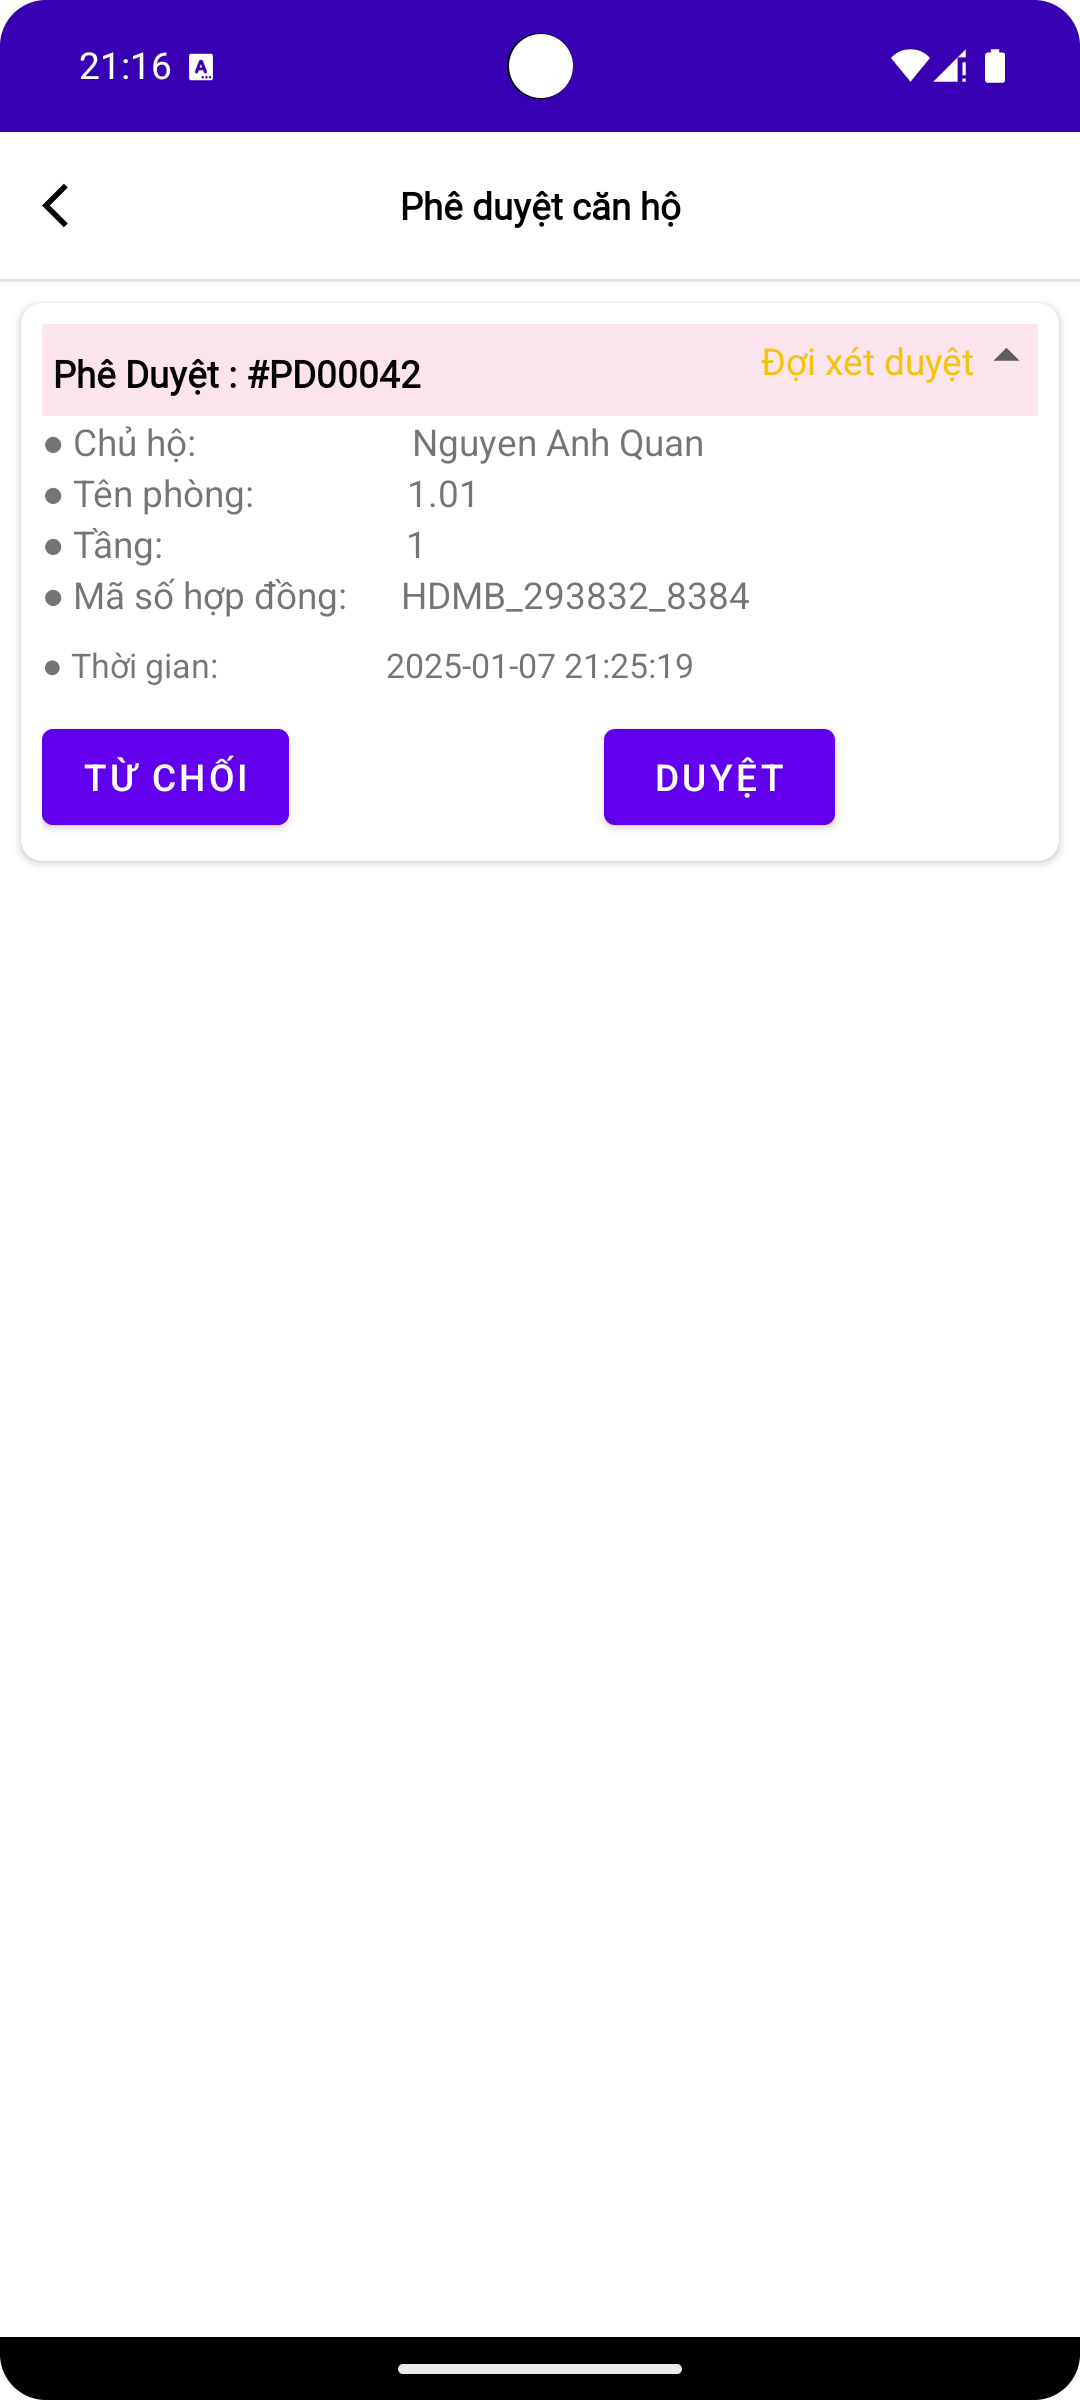 21:16
Phê duyệt căn hộ
Phê Duyệt : #PD00042 Đợi xét duyệt
● Chủ hộ: Nguyen Anh Quan
● Tên phòng: 1.01
● Tầng: 1
● Mã số hợp đồng: HDMB_293832_8384
● Thời gian: 2025-01-07 21:25:19
TỪ CHỐI DUYỆT